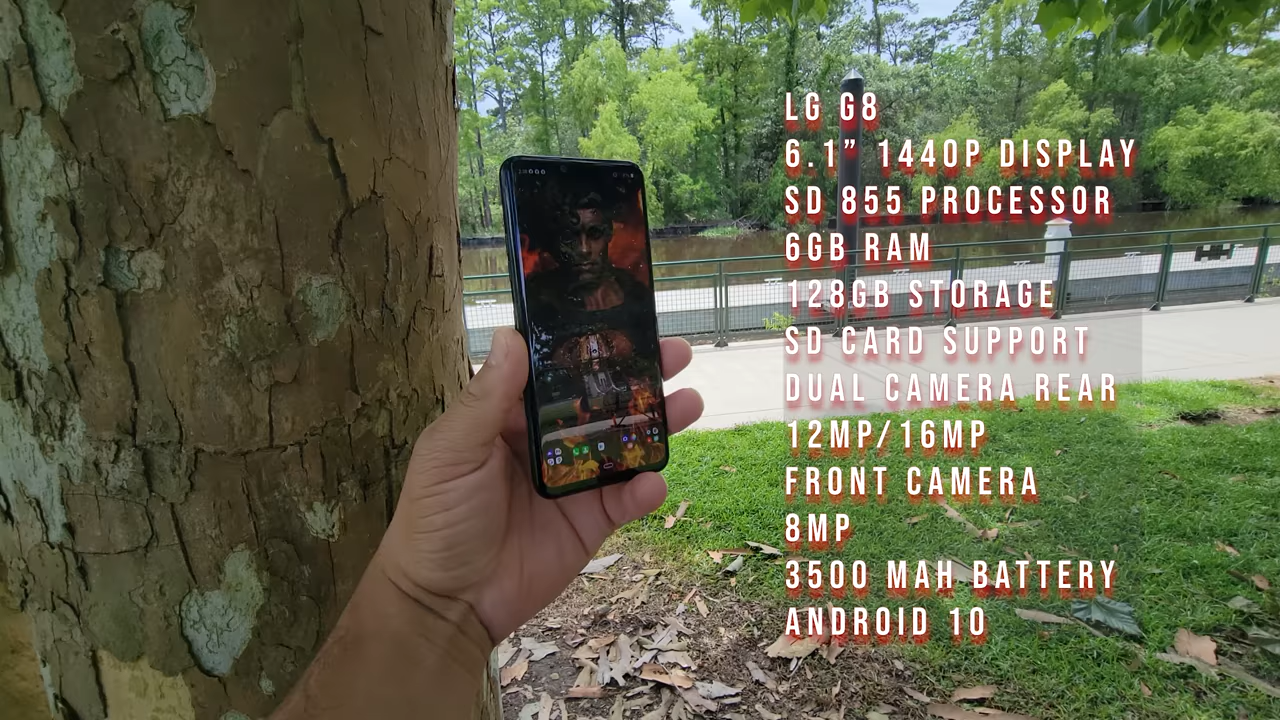 LG G8
6.1” 1440P DISPLAY
SD 855 PROCESSOR
6GB RAM
128GB STORAGE
SD CARD SUPPORT
DUAL CAMERA REAR
12MP/16MP
FRONT CAMERA
8MP
3500 MAH BATTERY
ANDROID 10